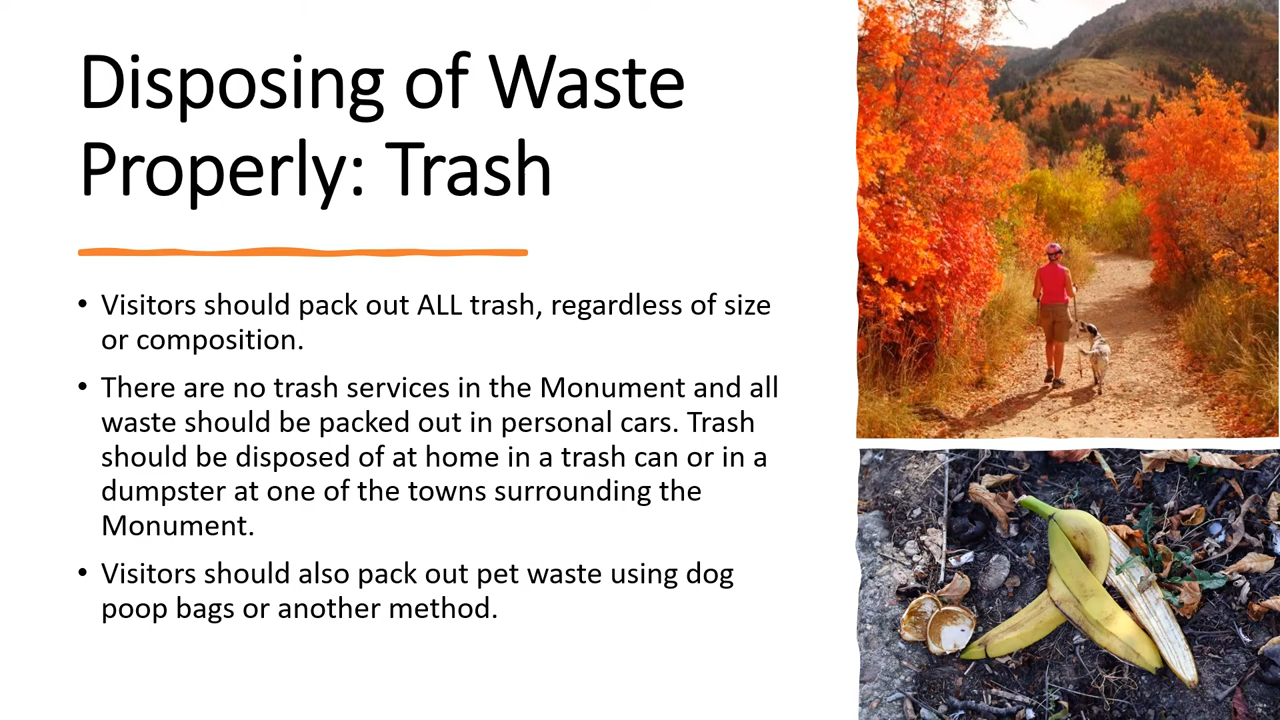 Disposing of Waste
Properly: Trash
• Visitors should pack out ALL trash, regardless of size
or composition.
• There are no trash services in the Monument and all
waste should be packed out in personal cars. Trash
should be disposed of at home in a trash can or in a
dumpster at one of the towns surrounding the
Monument.
• Visitors should also pack out pet waste using dog
poop bags or another method.